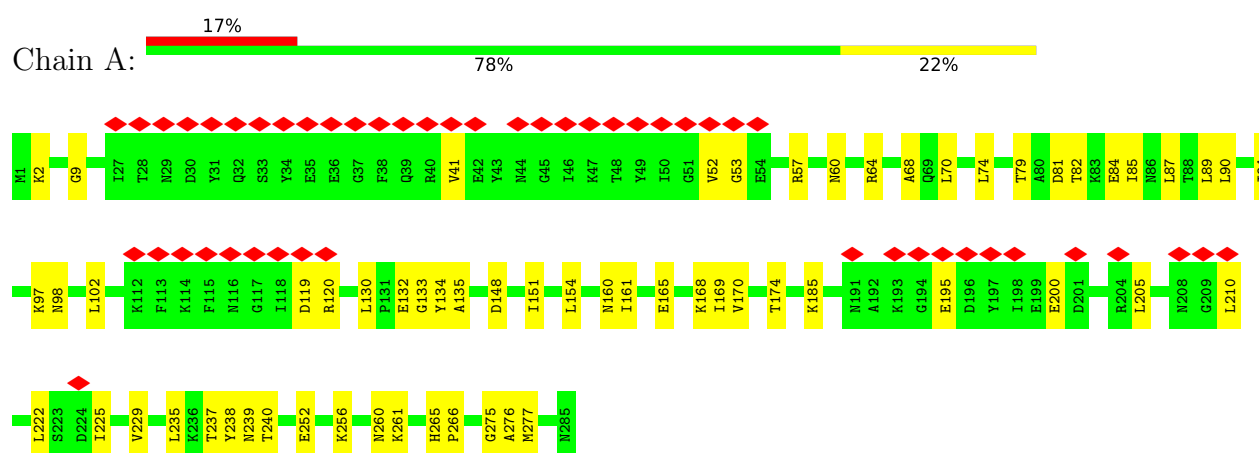 17%
Chain A:
78% 22%
M1 K2 G9 I27 T28 N29 D30 Y31 Q32 S33 Y34 E35 E36 G37 F38 Q39 R40 V41 E42 Y43 N44 G45 I46 K47 T48 Y49 I50 G51 V52 G53 E54 R57 N60 R64 A68 Q69 L70 L74 T79 A80 D81 T82 K83 E84 I85 N86 L87 T88 L89 L90
K97 N98 L102 K112 F113 K114 F115 N116 G117 I118 D119 R120 L130 P131 E132 G133 Y134 A135 D148 I151 L154 N160 I161 E165 K168 I169 V170 T174 K185 N191 A192 K193 G194 E195 D196 Y197 I198 E199 E200 D201 R204 L205 N208 G209 L210
L222 S223 D224 I225 V229 L235 K236 T237 Y238 N239 T240 E252 K256 N260 K261 H265 P266 G275 A276 M277 N285